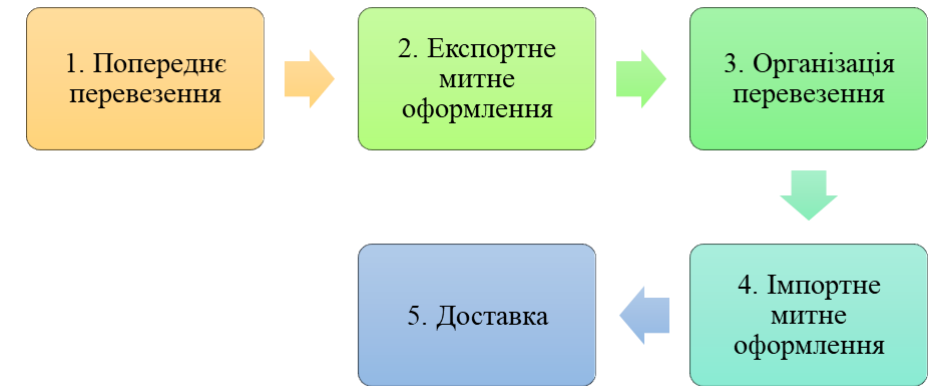 1. Попереднє
перевезення
2. Експортне
митне
оформлення
3. Організація
перевезення
4. Імпортне
митне
оформлення
5. Доставка